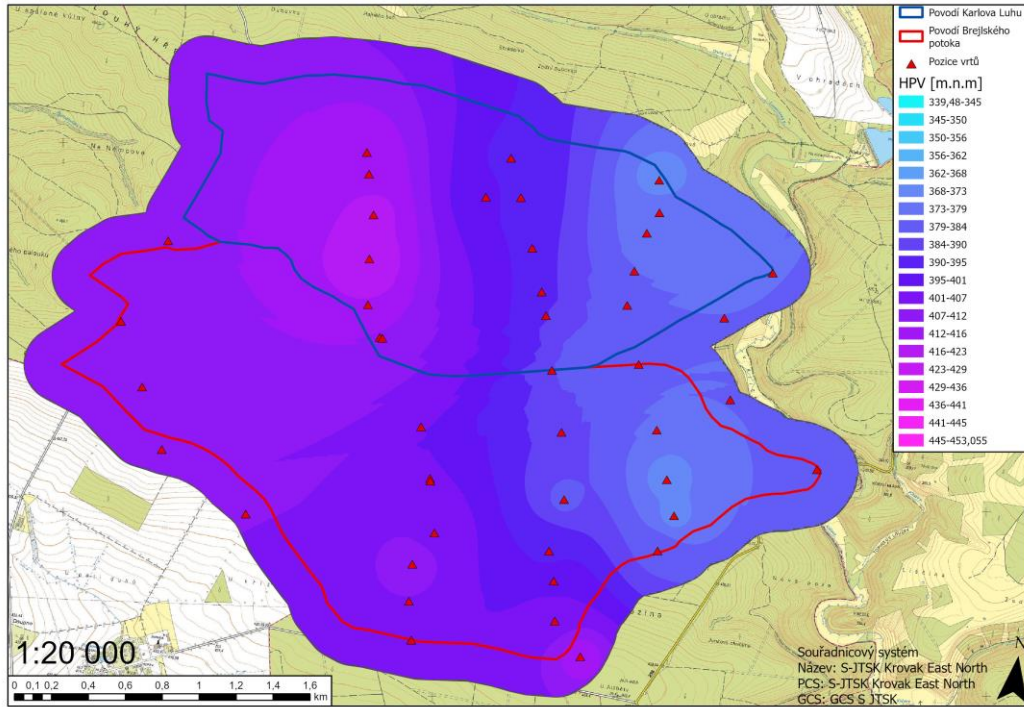 Povodí Karlova Luhu
Povodí Brejlského
potoka
Pozice vrtů
HPV [m.n.m]
339,48-345
345-350
350-356
356-362
362-368
368-373
373-379
379-384
384-390
390-395
395-401
401-407
407-412
412-416
416-423
423-429
429-436
436-441
441-445
445-453,055
Na Němpově
1:20 000
0 0,1 0,2 0,4 0,6 0,8 1 1,2 1,4 1,6
km
Souřadnicový systém
Název: S-JTSK Krovak East North
PCS: S-JTSK Krovak East North
GCS: GCS S JTSK
N